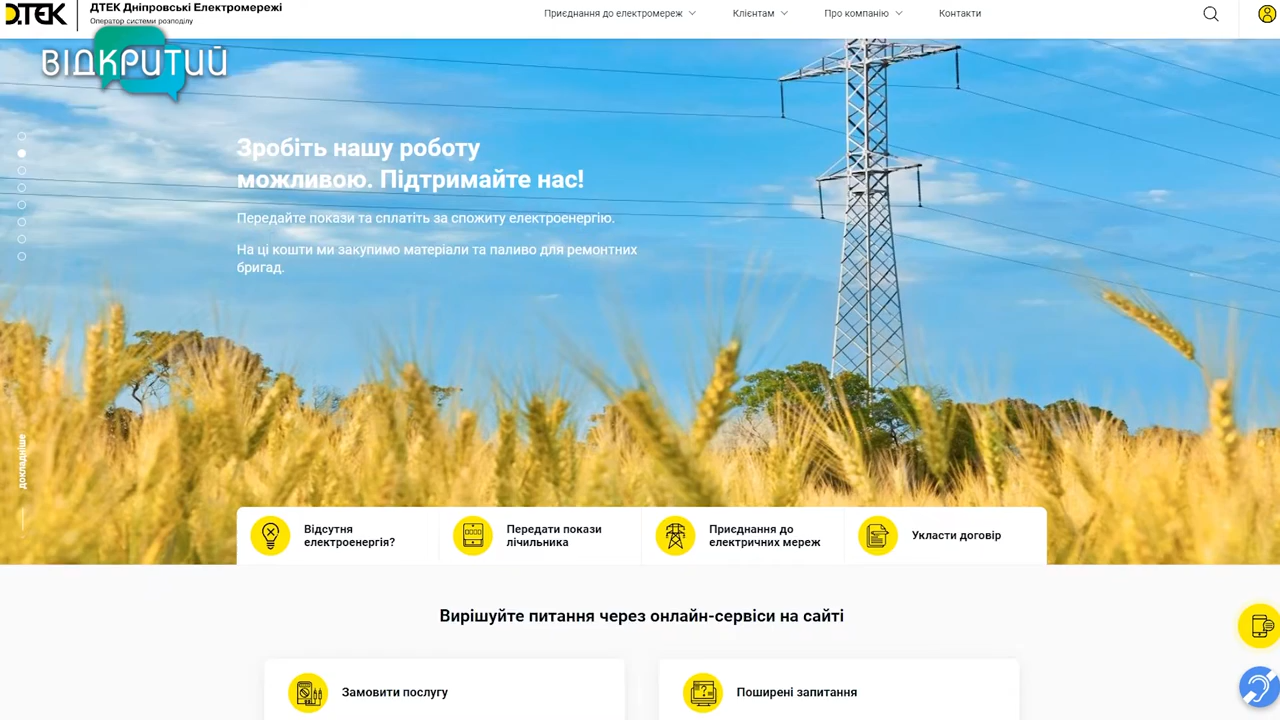 ДТЕК
ДТЕК Дніпровські Електромережі
Оператор системи розподілу
Приєднання до електромереж
Клієнтам
Про компанію
Контакти
ВІДКРИТИЙ
Зробіть нашу роботу
можливою. Підтримайте нас!
Передайте покази та сплатіть за спожиту електроенергію.
На ці кошти ми закупимо матеріали та паливо для ремонтних
бригад.
докладніше
Відсутня
електроенергія?
Передати покази
лічильника
Приєднання до
електричних мереж
Укласти договір
Вирішуйте питання через онлайн-сервіси на сайті
Замовити послугу
Поширені запитання